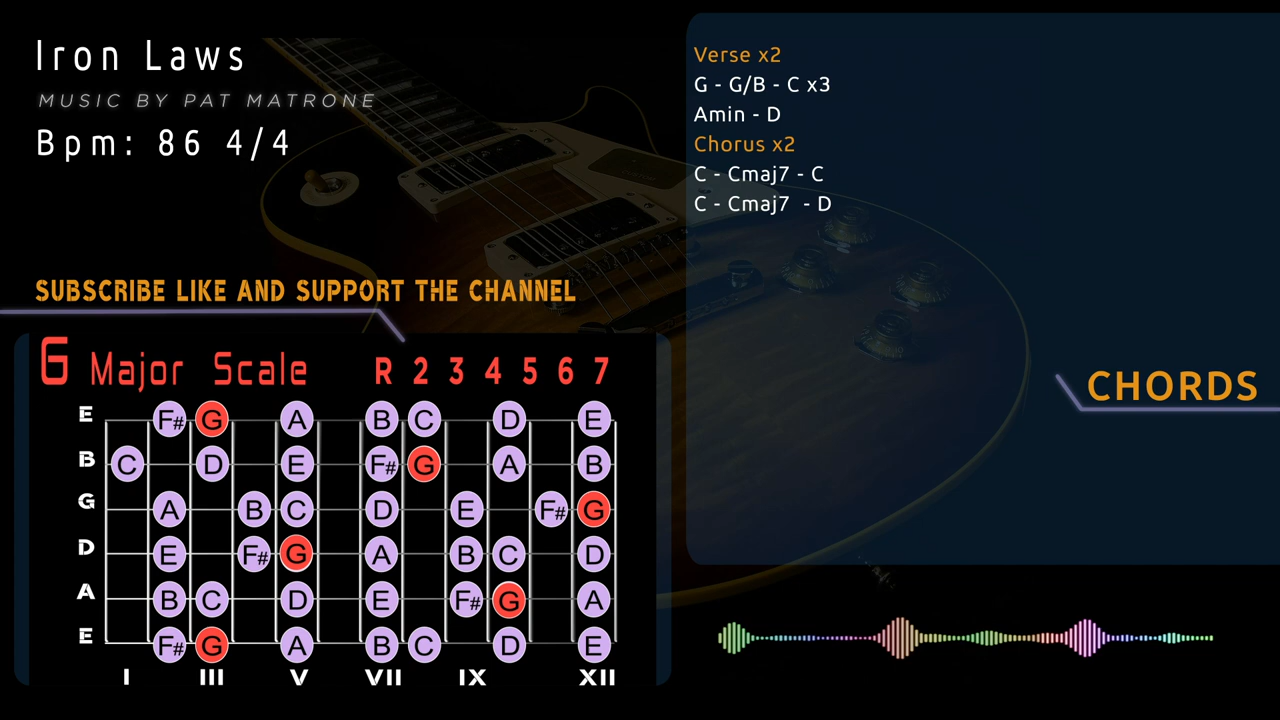 Iron Laws
MUSIC BY PAT MATRONE
Bpm: 86 4/4
SUBSCRIBE LIKE AND SUPPORT THE CHANNEL
Verse x2
G - G/B - C x3
Amin - D
Chorus x2
C - Cmaj7 - C
C - Cmaj7  - D
CHORDS
G Major Scale R 2 3 4 5 6 7
E F# G A B C D E
B C D E F# G A B
G A B C D E F# G
D E F# G A B C D
A B C D E F# G A
E F# G A B C D E
I III V VII IX XII